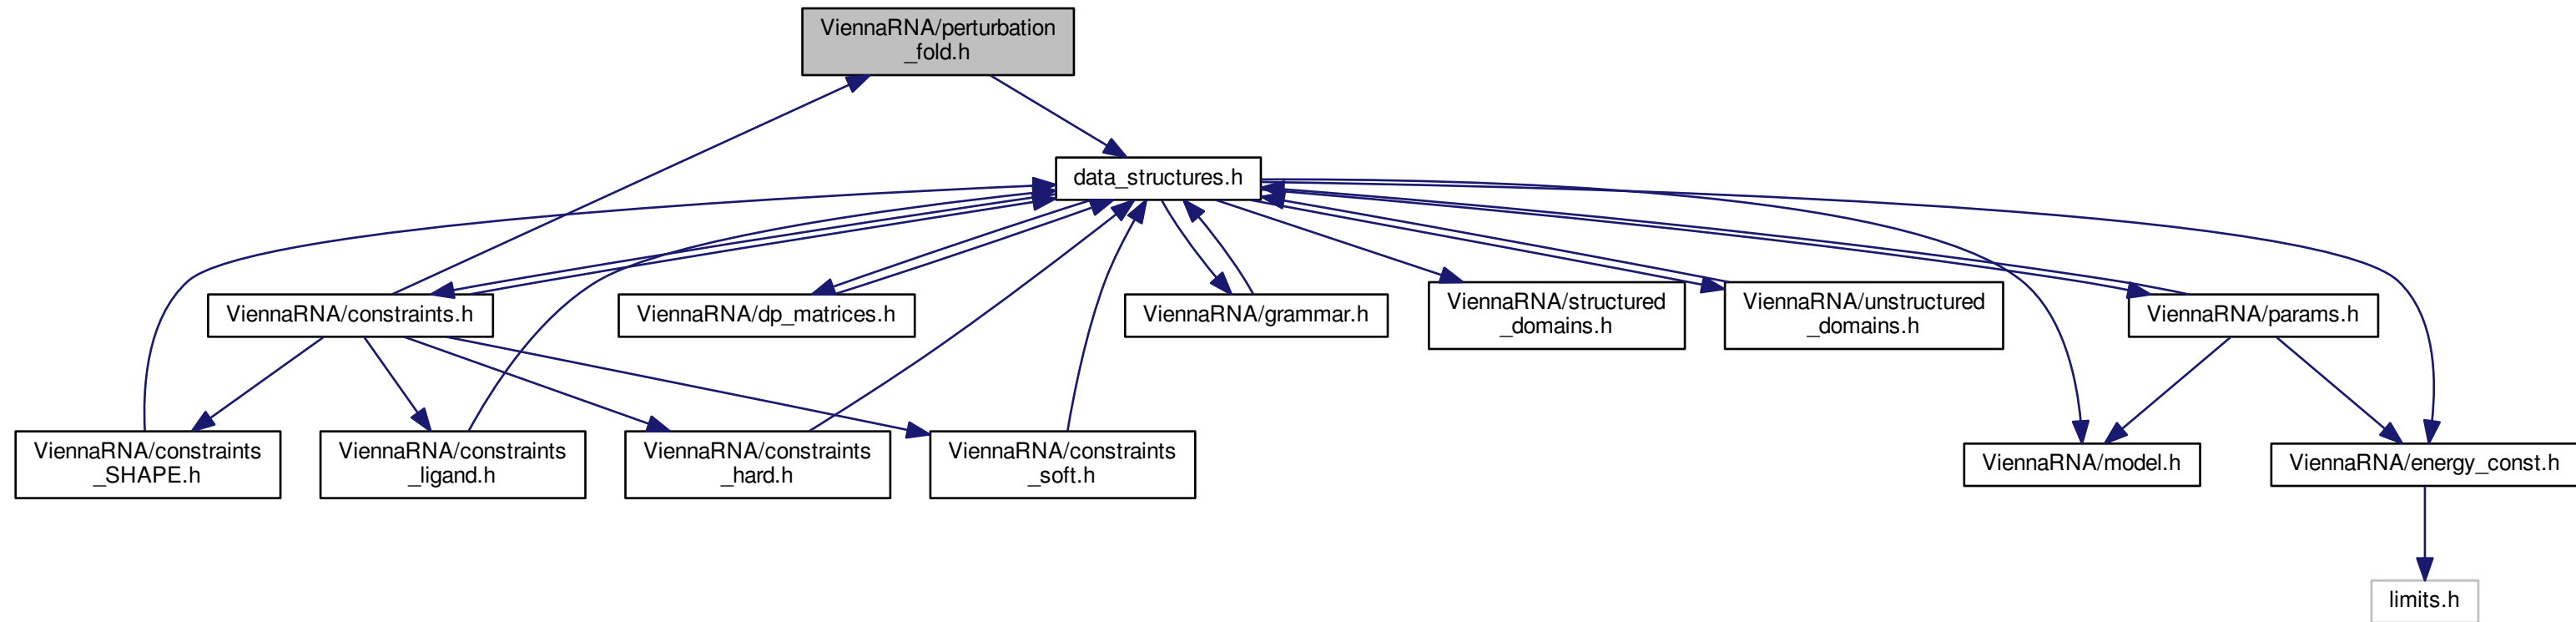 ViennaRNA/perturbation
_fold.h
data_structures.h
ViennaRNA/constraints.h
ViennaRNA/dp_matrices.h
ViennaRNA/grammar.h
ViennaRNA/structured
_domains.h
ViennaRNA/unstructured
_domains.h
ViennaRNA/params.h
ViennaRNA/constraints
_SHAPE.h
ViennaRNA/constraints
_ligand.h
ViennaRNA/constraints
_hard.h
ViennaRNA/constraints
_soft.h
ViennaRNA/model.h
ViennaRNA/energy_const.h
limits.h